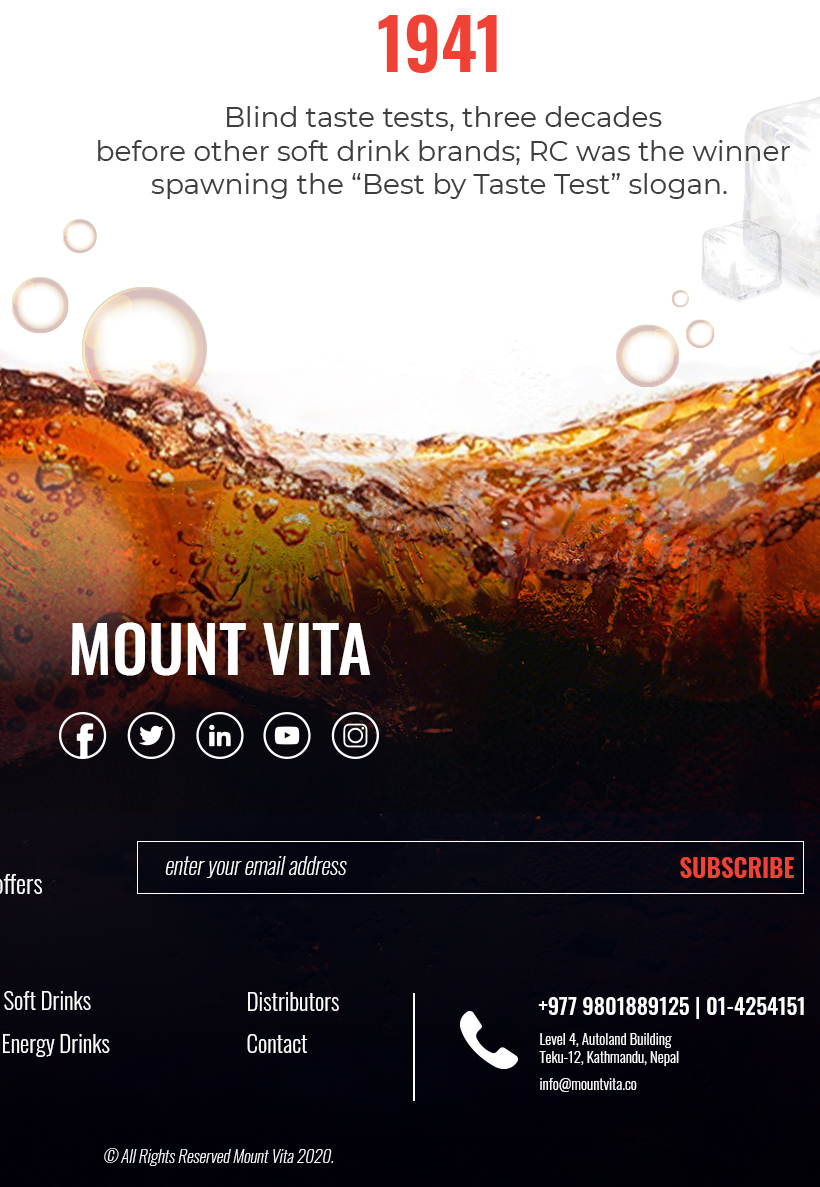 1941
Blind taste tests, three decades
before other soft drink brands; RC was the winner
spawning the “Best by Taste Test” slogan.
MOUNT VITA
offers
enter your email address
SUBSCRIBE
Soft Drinks
Energy Drinks
Distributors
Contact
+977 9801889125 | 01-4254151
Level 4, Autoland Building
Teku-12, Kathmandu, Nepal
info@mountvita.co
© All Rights Reserved Mount Vita 2020.